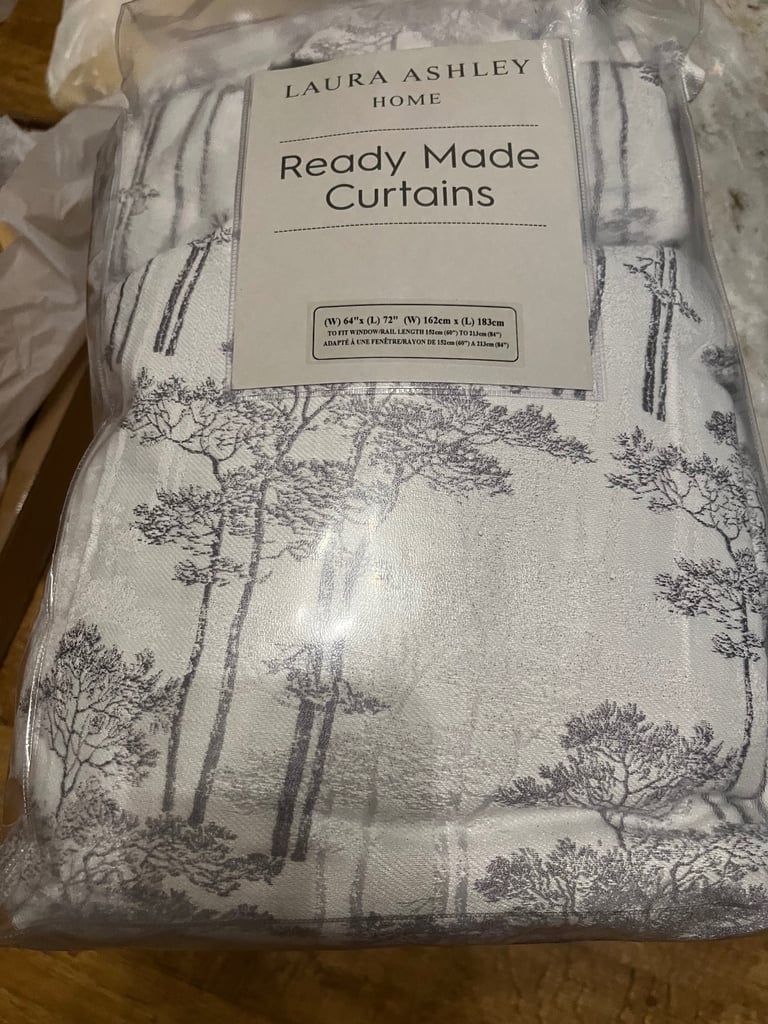 LAURA ASHLEY
HOME
Ready Made
Curtains
(W) 64"x (L) 72" (W) 162cm x (L) 183cm
TO FIT WINDOW/RAIL LENGTH 152cm (60") TO 213cm (84")
ADAPTÉ À UNE FENÊTRE/RAYON DE 152cm (60") A 213cm (84")